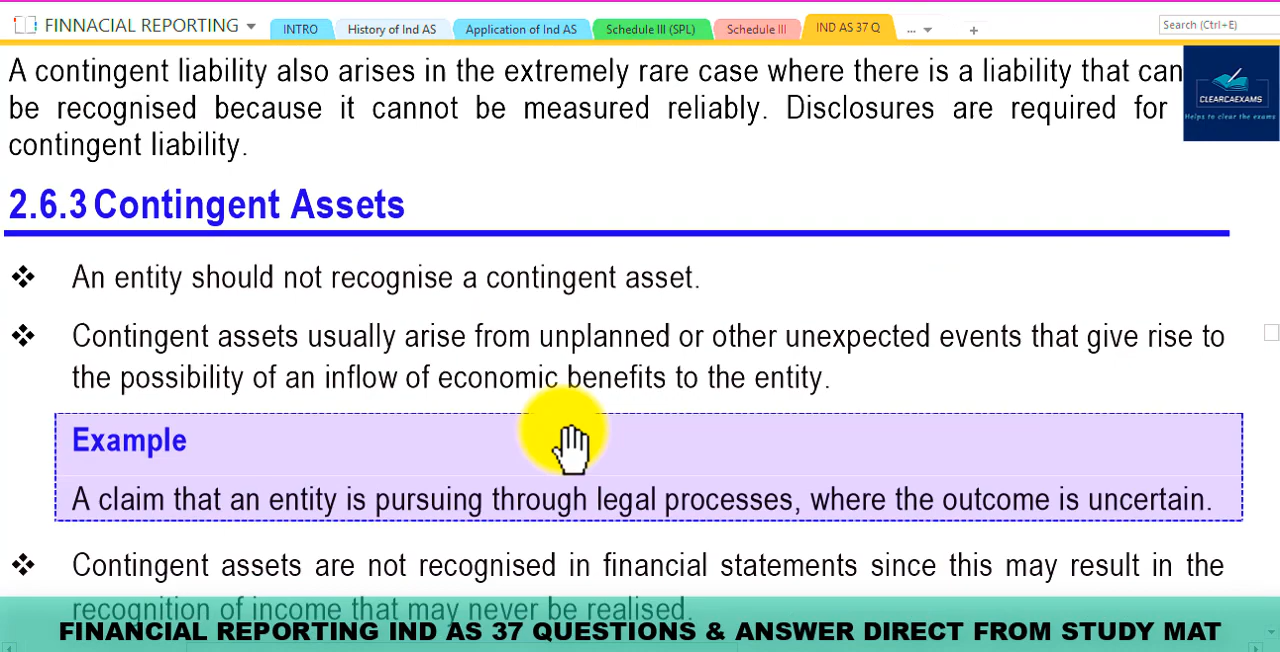 FINNACIAL REPORTING
INTRO
History of Ind AS
Application of Ind AS
Schedule III (SPL)
Schedule III
IND AS 37 Q
...
Search (Ctrl+E)
A contingent liability also arises in the extremely rare case where there is a liability that can
be recognised because it cannot be measured reliably. Disclosures are required for
contingent liability.
CLEARCAEXAMS
Helps to clear the exams
2.6.3 Contingent Assets
❖ An entity should not recognise a contingent asset.
❖ Contingent assets usually arise from unplanned or other unexpected events that give rise to
the possibility of an inflow of economic benefits to the entity.
Example
A claim that an entity is pursuing through legal processes, where the outcome is uncertain.
❖ Contingent assets are not recognised in financial statements since this may result in the
recognition of income that may never be realised.
FINANCIAL REPORTING IND AS 37 QUESTIONS & ANSWER DIRECT FROM STUDY MAT